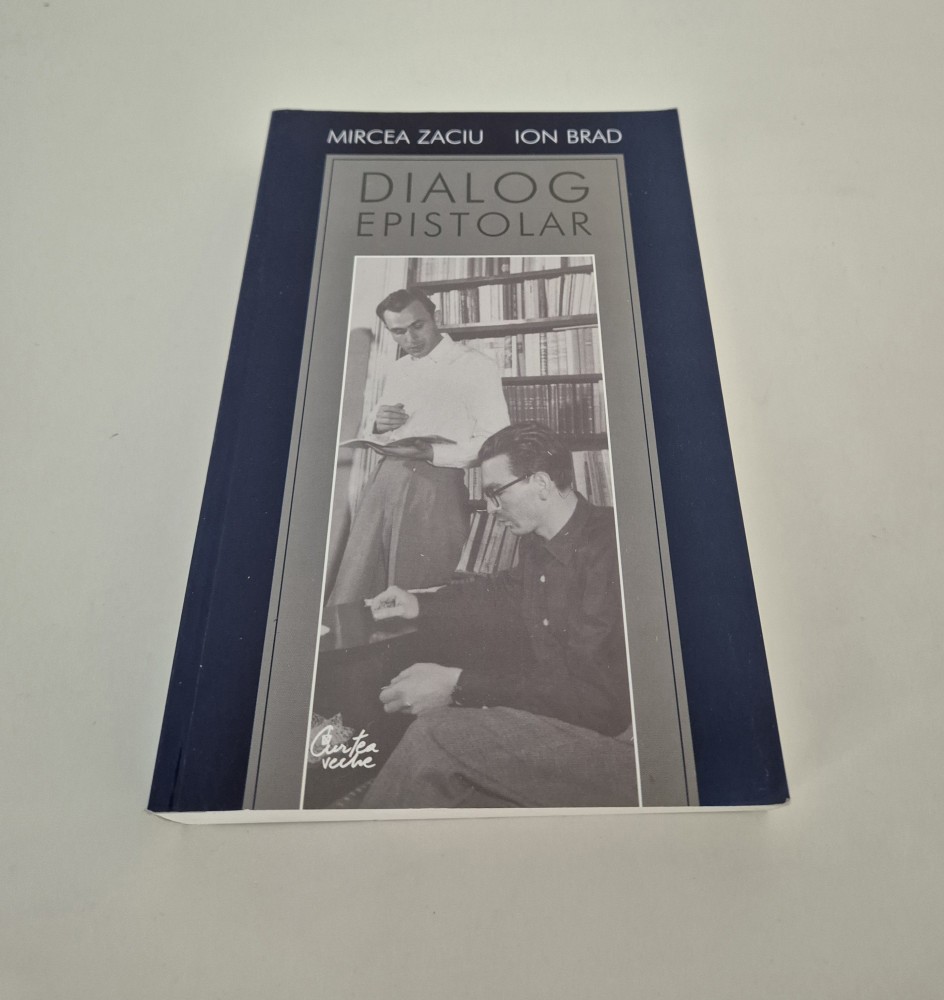 MIRCEA ZACIU ION BRAD
DIALOG
EPISTOLAR
Curtea
veche